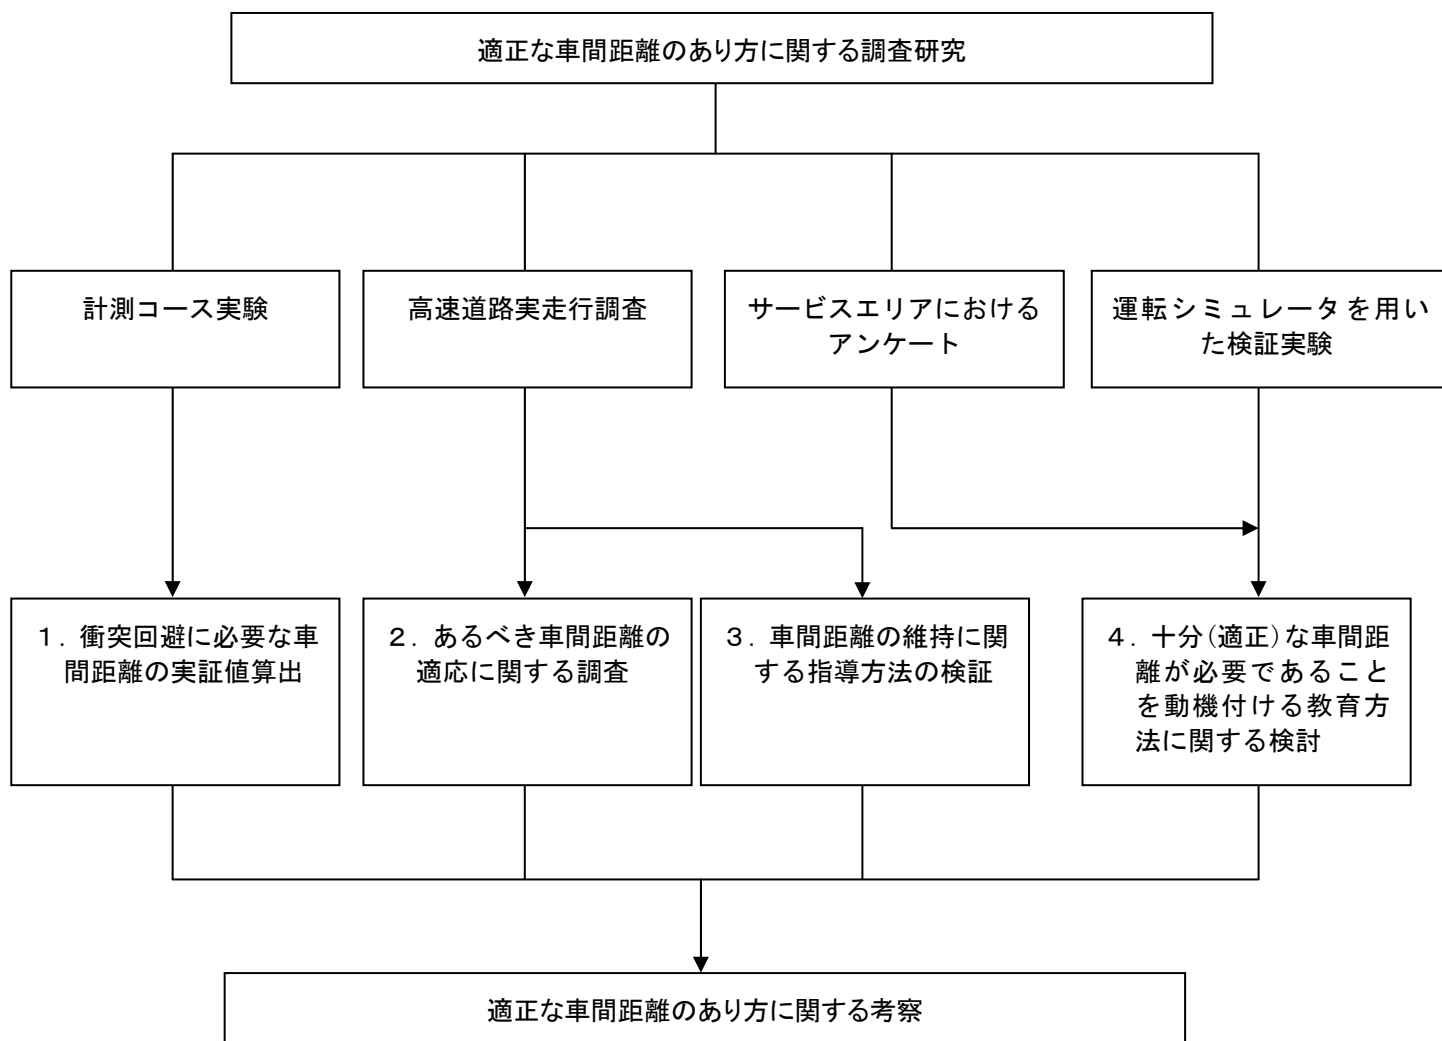 適正な車間距離のあり方に関する調査研究
計測コース実験
高速道路実走行調査
サービスエリアにおける
アンケート
運転シミュレータを用い
た検証実験
１．衝突回避に必要な車
間距離の実証値算出
２．あるべき車間距離の
適応に関する調査
３．車間距離の維持に関
する指導方法の検証
４．十分（適正）な車間距
離が必要であること
を動機付ける教育方
法に関する検討
適正な車間距離のあり方に関する考察